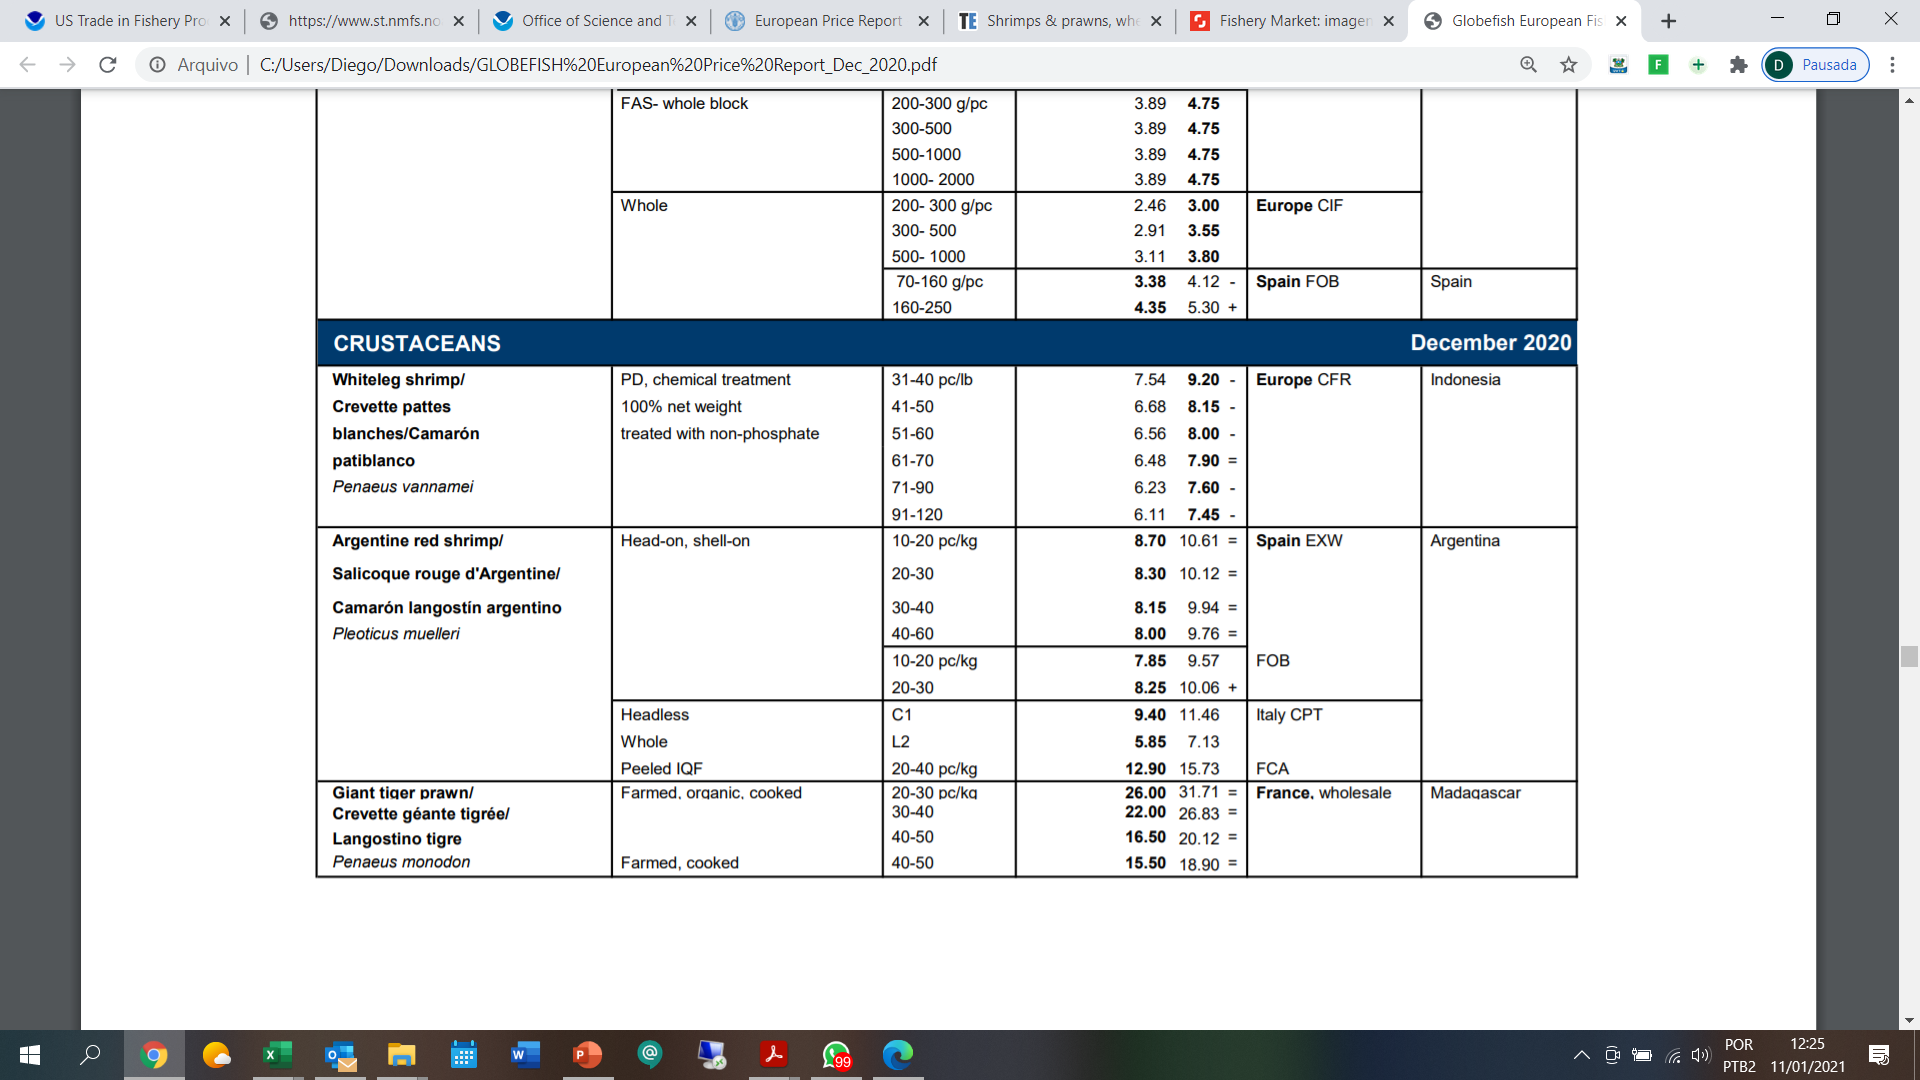 US Trade in Fishery Pro
https://www.st.nmfs.no
Office of Science and Te
European Price Report
Shrimps & prawns, whe
Fishery Market: imagen
Globefish European Fis
Arquivo C:/Users/Diego/Downloads/GLOBEFISH%20European%20Price%20Report_Dec_2020.pdf
D Pausada
FAS- whole block 200-300 g/pc 3.89 4.75
300-500 3.89 4.75
500-1000 3.89 4.75
1000- 2000 3.89 4.75
Whole 200- 300 g/pc 2.46 3.00 Europe CIF
300- 500 2.91 3.55
500- 1000 3.11 3.80
70-160 g/pc 3.38 4.12 - Spain FOB Spain
160-250 4.35 5.30 +
CRUSTACEANS December 2020
Whiteleg shrimp/ PD, chemical treatment 31-40 pc/lb 7.54 9.20 - Europe CFR Indonesia
Crevette pattes 100% net weight 41-50 6.68 8.15 -
blanches/Camarón treated with non-phosphate 51-60 6.56 8.00 -
patiblanco 61-70 6.48 7.90 =
Penaeus vannamei 71-90 6.23 7.60 -
91-120 6.11 7.45 -
Argentine red shrimp/ Head-on, shell-on 10-20 pc/kg 8.70 10.61 = Spain EXW Argentina
Salicoque rouge d'Argentine/ 20-30 8.30 10.12 =
Camarón langostín argentino 30-40 8.15 9.94 =
Pleoticus muelleri 40-60 8.00 9.76 =
10-20 pc/kg 7.85 9.57 FOB
20-30 8.25 10.06 +
Headless C1 9.40 11.46 Italy CPT
Whole L2 5.85 7.13
Peeled IQF 20-40 pc/kg 12.90 15.73 FCA
Giant tiger prawn/ Farmed, organic, cooked 20-30 pc/kg 26.00 31.71 = France, wholesale Madagascar
Crevette géante tigrée/ 30-40 22.00 26.83 =
Langostino tigre 40-50 16.50 20.12 =
Penaeus monodon Farmed, cooked 40-50 15.50 18.90 =
99
POR 12:25
PTB2 11/01/2021